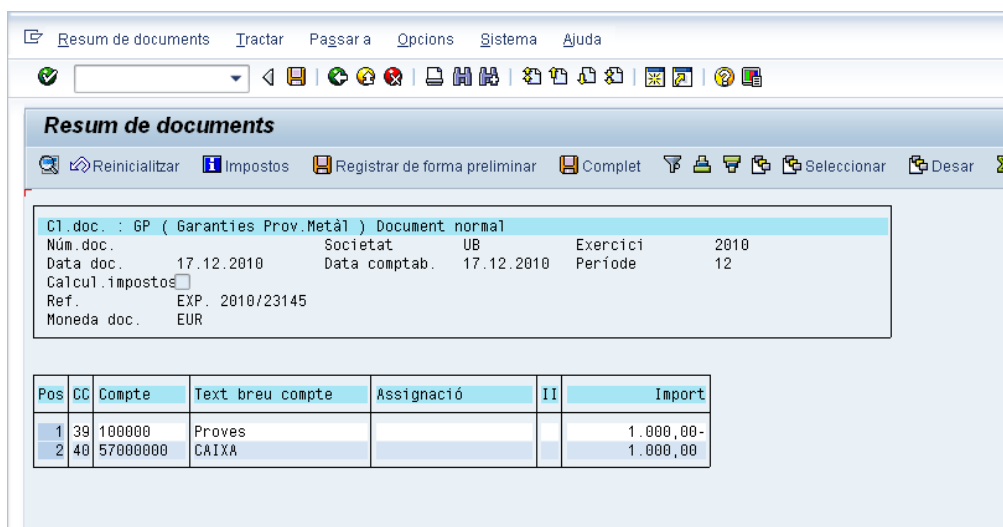 Resum de documents Tractar Passar a Opcions Sistema Ajuda
Resum de documents
Reinicialitzar Impostos Registrar de forma preliminar Complet Seleccionar Desar
Cl.doc. : GP ( Garanties Prov.Metàl ) Document normal
Núm.doc. Societat UB Exercici 2010
Data doc. 17.12.2010 Data comptab. 17.12.2010 Període 12
Calcul.impostos
Ref. EXP. 2010/23145
Moneda doc. EUR
Pos CC Compte Text breu compte Assignació II Import
1 39 100000 Proves 1.000,00-
2 40 57000000 CAIXA 1.000,00